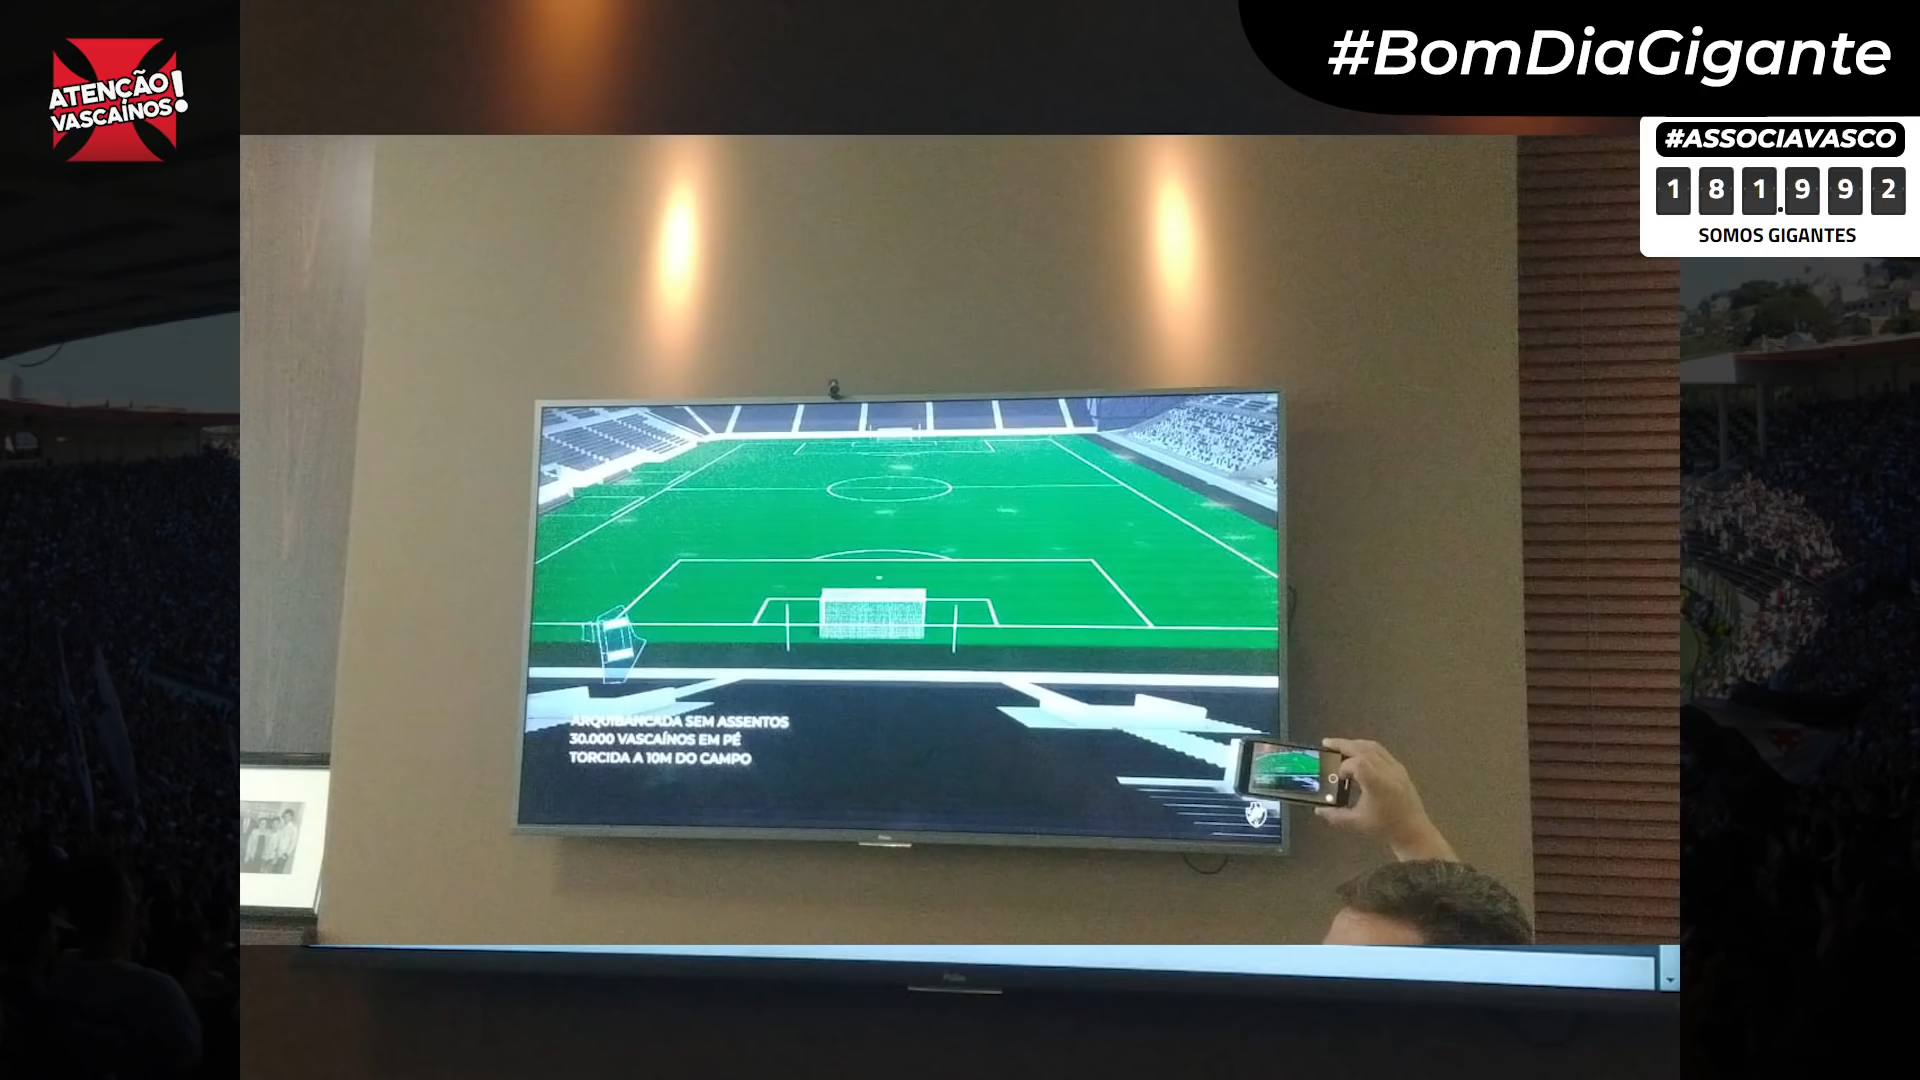 ATENÇÃO
VASCAÍNOS!
#BomDiaGigante
#ASSOCIAVASCO
181.992
SOMOS GIGANTES
ARQUIBANCADA SEM ASSENTOS
30.000 VASCAÍNOS EM PÉ
TORCIDA A 10M DO CAMPO